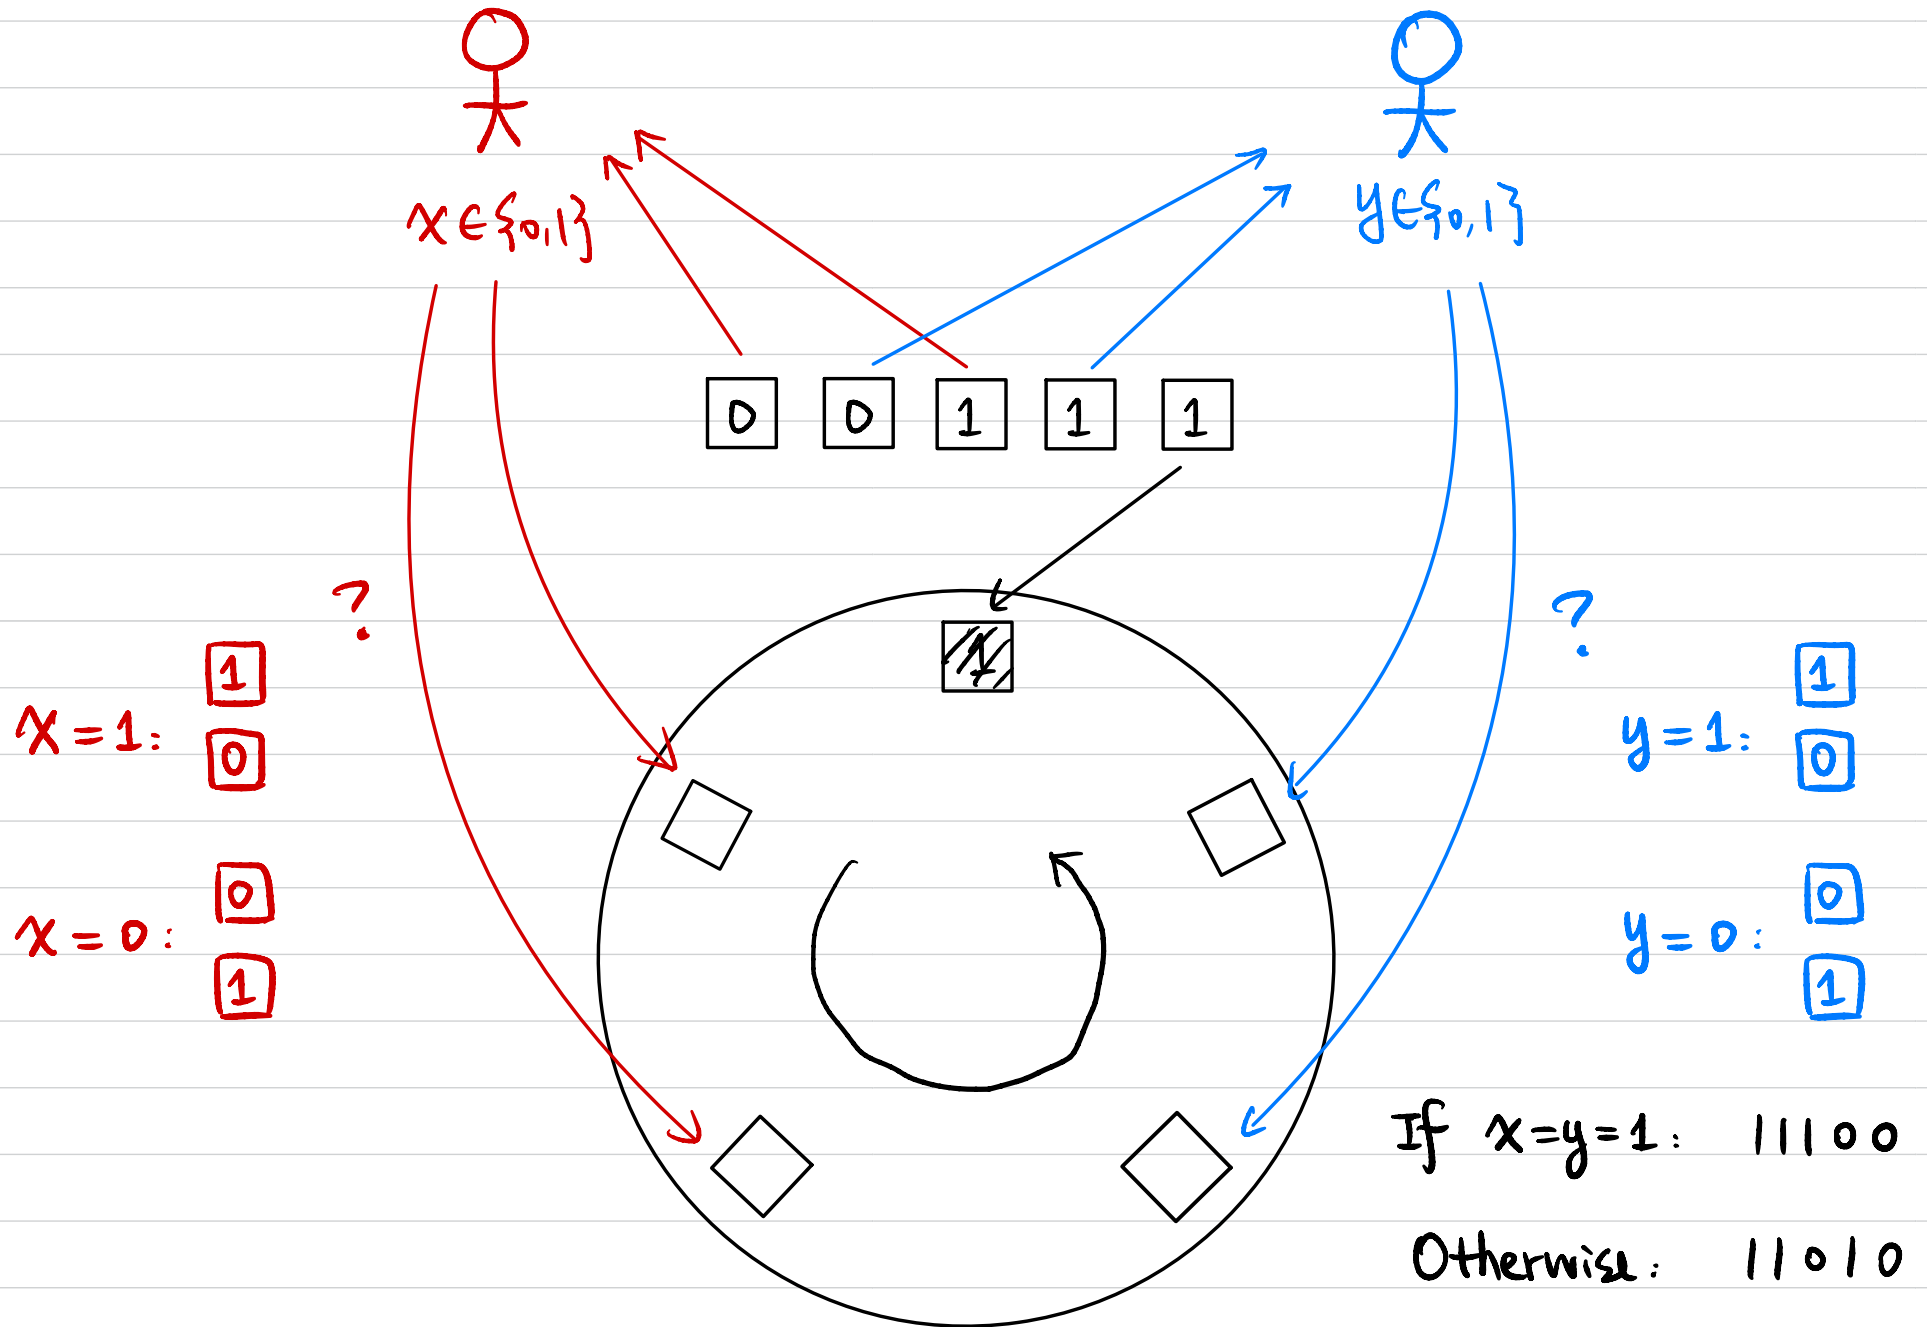 x∈{0,1}
y∈{0,1}
0 0 1 1 1
?
?
1
1
1
x=1:
y=1:
0
0
0
0
x=0:
y=0:
1
1
If x=y=1: 11100
Otherwise: 11010